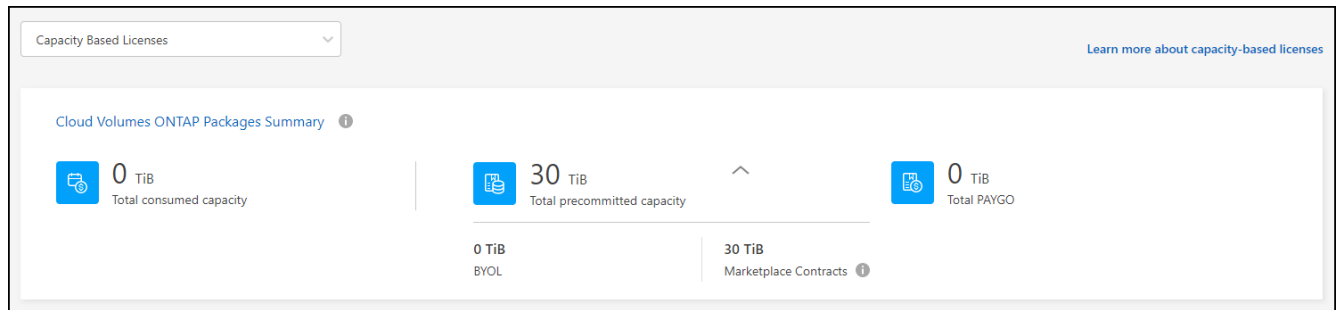 Capacity Based Licenses
Learn more about capacity-based licenses
Cloud Volumes ONTAP Packages Summary
0 TiB
Total consumed capacity
30 TiB
Total precommitted capacity
0 TiB
Total PAYGO
0 TiB
BYOL
30 TiB
Marketplace Contracts